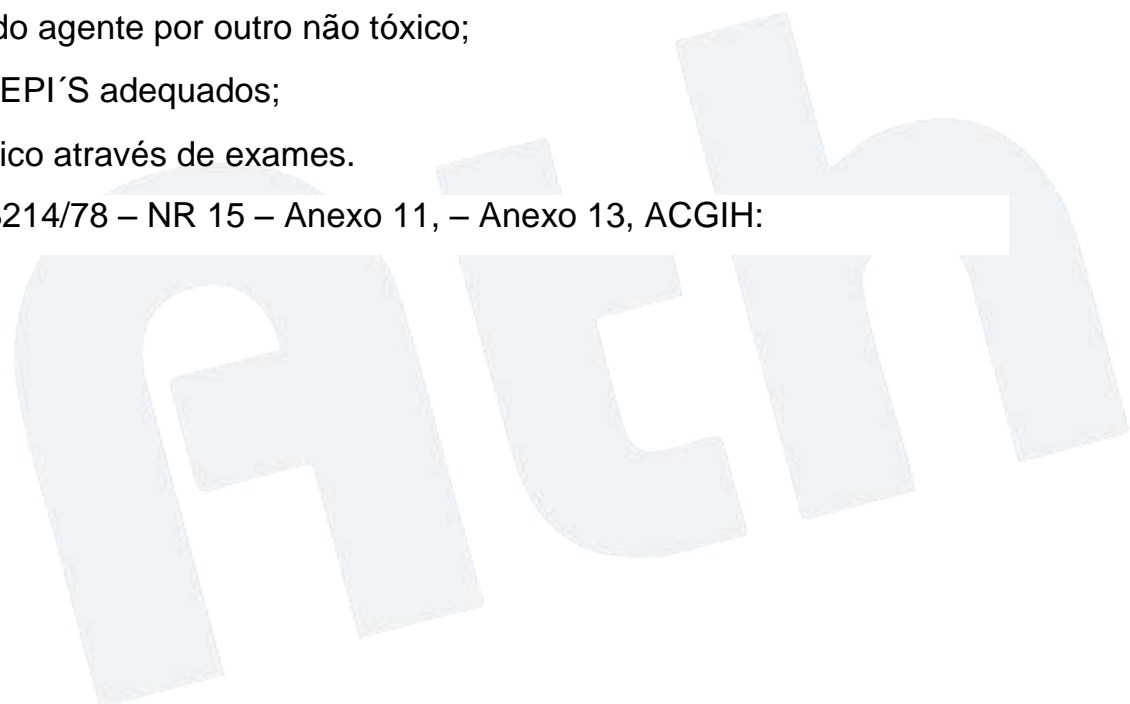 do agente por outro não tóxico;
EPI´S adequados;
ico através de exames.
214/78 – NR 15 – Anexo 11, – Anexo 13, ACGIH:
Ath